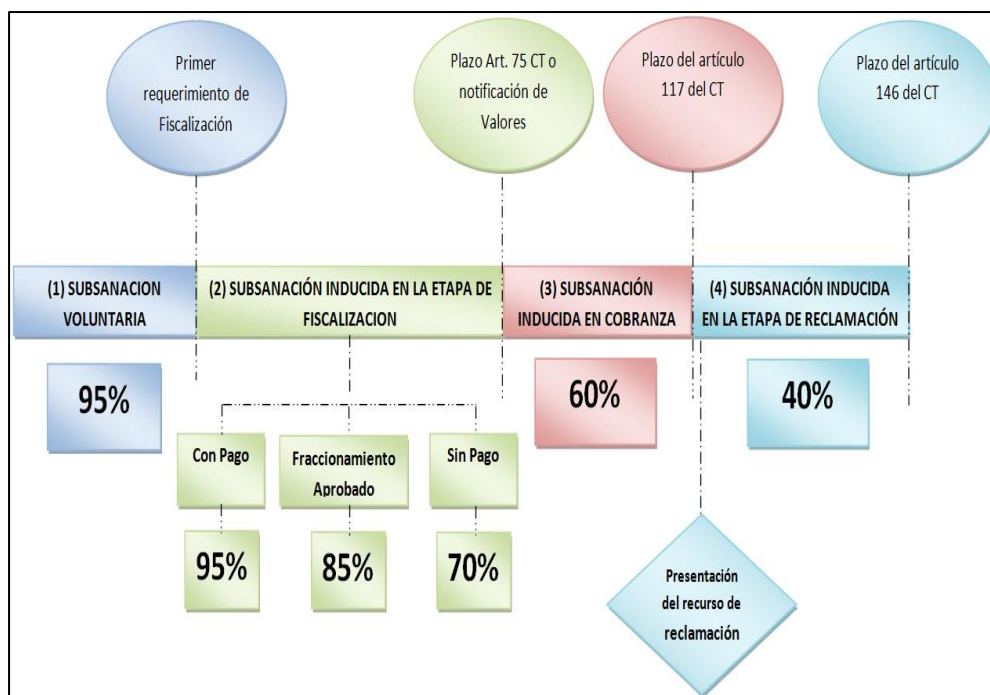 Primer
requerimiento de
Fiscalización
Plazo Art. 75 CT o
notificación de
Valores
Plazo del artículo
117 del CT
Plazo del artículo
146 del CT
(1) SUBSANACION
VOLUNTARIA
(2) SUBSANACIÓN INDUCIDA EN LA ETAPA DE
FISCALIZACION
(3) SUBSANACIÓN
INDUCIDA EN COBRANZA
(4) SUBSANACIÓN INDUCIDA
EN LA ETAPA DE RECLAMACIÓN
95%
60%
40%
Con Pago
Fraccionamiento
Aprobado
Sin Pago
95%
85%
70%
Presentación
del recurso de
reclamación